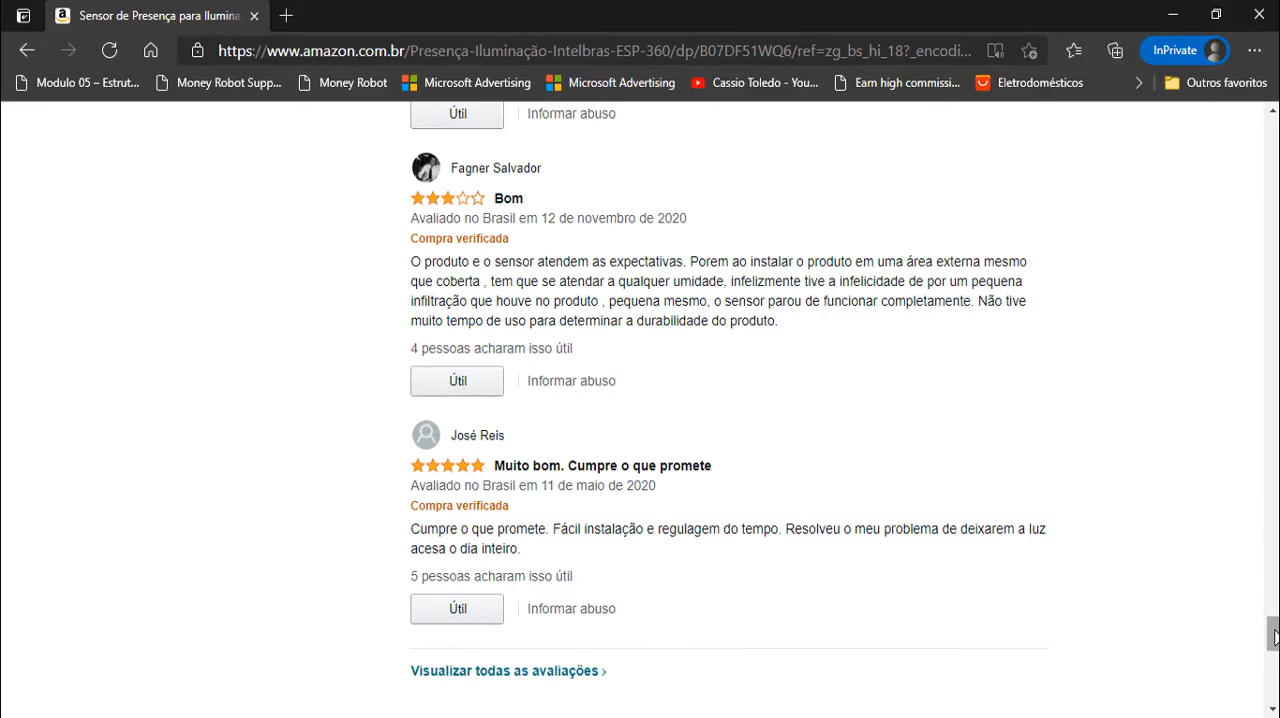 Sensor de Presença para Ilumina
https://www.amazon.com.br/Presença-Iluminação-Intelbras-ESP-360/dp/B07DF51WQ6/ref=zg_bs_hi_18?_encodi...
InPrivate
Modulo 05 – Estrut...
Money Robot Supp...
Money Robot
Microsoft Advertising
Microsoft Advertising
Cassio Toledo - You...
Earn high commissi...
Eletrodomésticos
Outros favoritos
Útil
Informar abuso
Fagner Salvador
Bom
Avaliado no Brasil em 12 de novembro de 2020
Compra verificada
O produto e o sensor atendem as expectativas. Porem ao instalar o produto em uma área externa mesmo
que coberta , tem que se atendar a qualquer umidade, infelizmente tive a infelicidade de por um pequena
infiltração que houve no produto , pequena mesmo, o sensor parou de funcionar completamente. Não tive
muito tempo de uso para determinar a durabilidade do produto.
4 pessoas acharam isso útil
Útil
Informar abuso
José Reis
Muito bom. Cumpre o que promete
Avaliado no Brasil em 11 de maio de 2020
Compra verificada
Cumpre o que promete. Fácil instalação e regulagem do tempo. Resolveu o meu problema de deixarem a luz
acesa o dia inteiro.
5 pessoas acharam isso útil
Útil
Informar abuso
Visualizar todas as avaliações ›